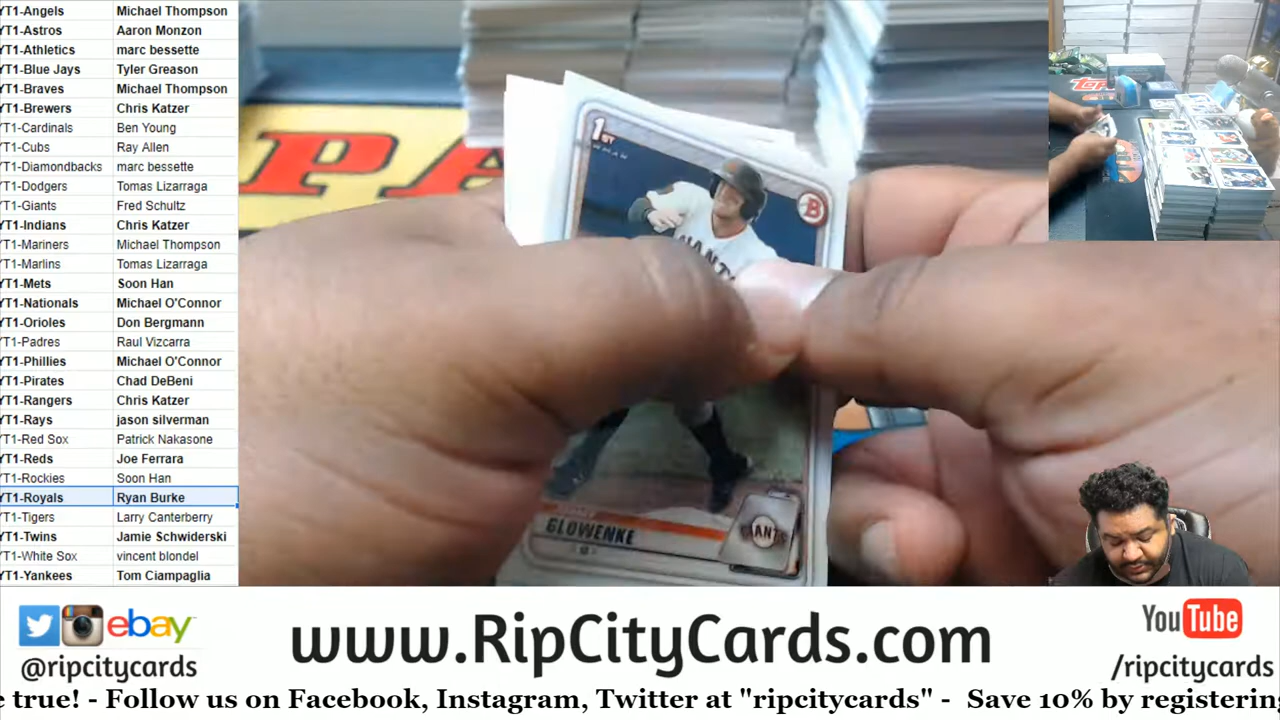 YT1-Angels Michael Thompson
YT1-Astros Aaron Monzon
YT1-Athletics marc bessette
YT1-Blue Jays Tyler Greason
YT1-Braves Michael Thompson
YT1-Brewers Chris Katzer
YT1-Cardinals Ben Young
YT1-Cubs Ray Allen
YT1-Diamondbacks marc bessette
YT1-Dodgers Tomas Lizarraga
YT1-Giants Fred Schultz
YT1-Indians Chris Katzer
YT1-Mariners Michael Thompson
YT1-Marlins Tomas Lizarraga
YT1-Mets Soon Han
YT1-Nationals Michael O'Connor
YT1-Orioles Don Bergmann
YT1-Padres Raul Vizcarra
YT1-Phillies Michael O'Connor
YT1-Pirates Chad DeBeni
YT1-Rangers Chris Katzer
YT1-Rays jason silverman
YT1-Red Sox Patrick Nakasone
YT1-Reds Joe Ferrara
YT1-Rockies Soon Han
YT1-Royals Ryan Burke
YT1-Tigers Larry Canterberry
YT1-Twins Jamie Schwiderski
YT1-White Sox vincent blondel
YT1-Yankees Tom Ciampaglia
PA
1ST
B
GIANTS
GLOWENKE
GIANTS
Topps
ebay
@ripcitycards
www.RipCityCards.com
YouTube
/ripcitycards
e true! - Follow us on Facebook, Instagram, Twitter at "ripcitycards" - Save 10% by registering